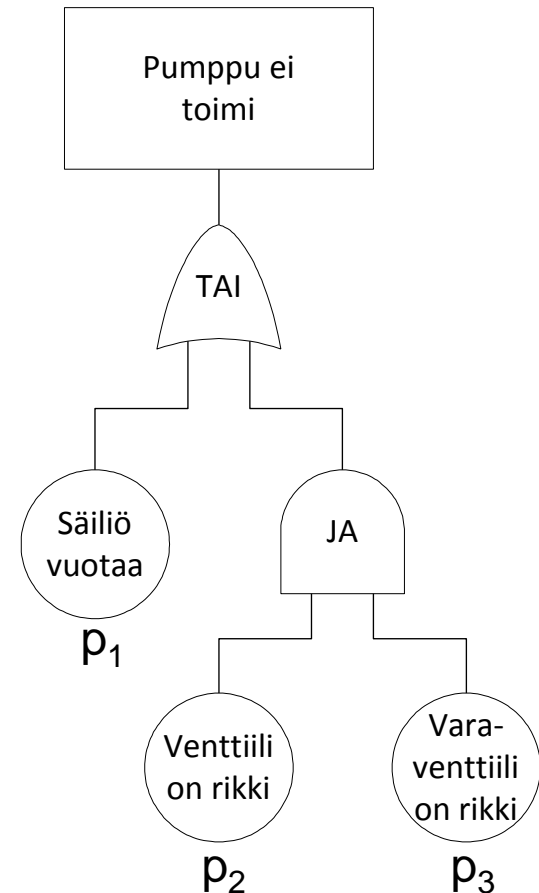 Pumppu ei
toimi
TAI
Säiliö
vuotaa
JA
p₁
Venttiili
on rikki
Vara-
venttiili
on rikki
p₂
p₃